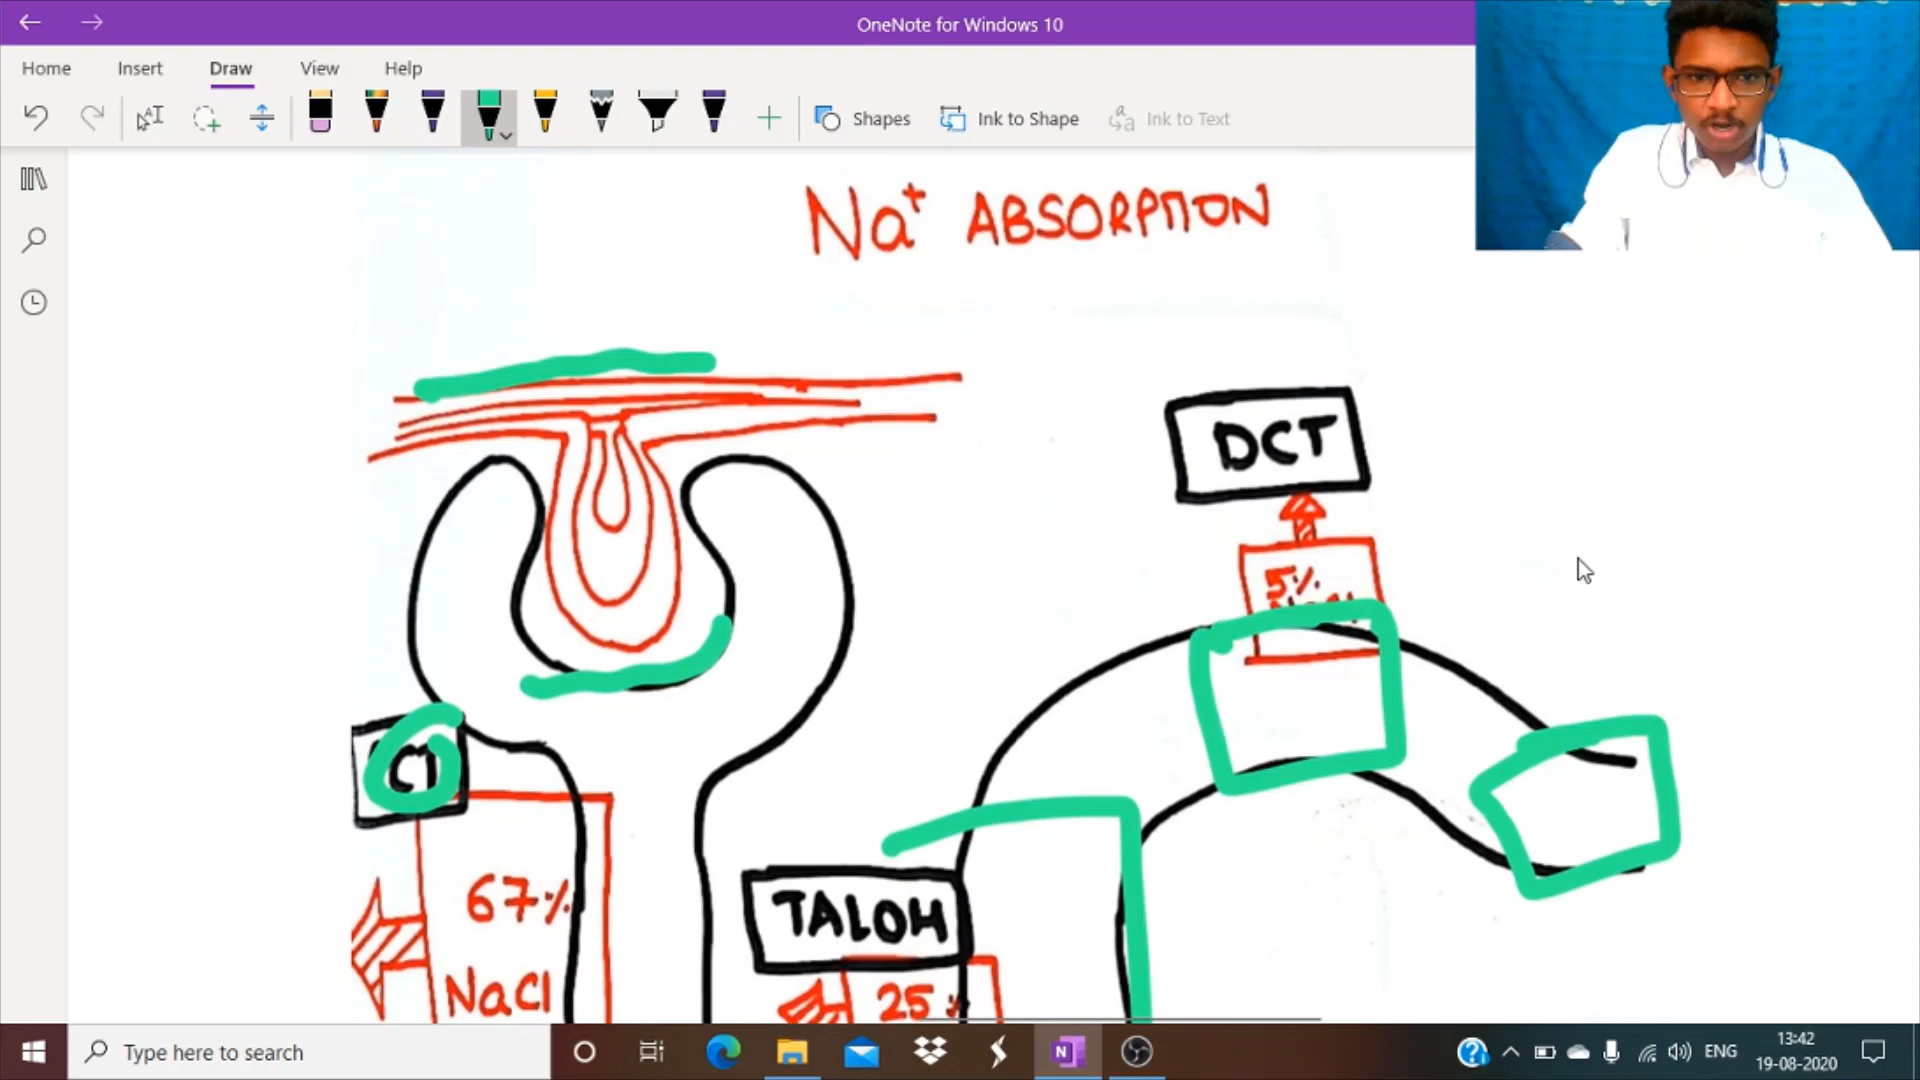 OneNote for Windows 10
Home Insert Draw View Help
Shapes Ink to Shape Ink to Text
Na+ ABSORPTION
DCT
5%
67%
NaCl
TALOH
25%
Type here to search
ENG
13:42
19-08-2020